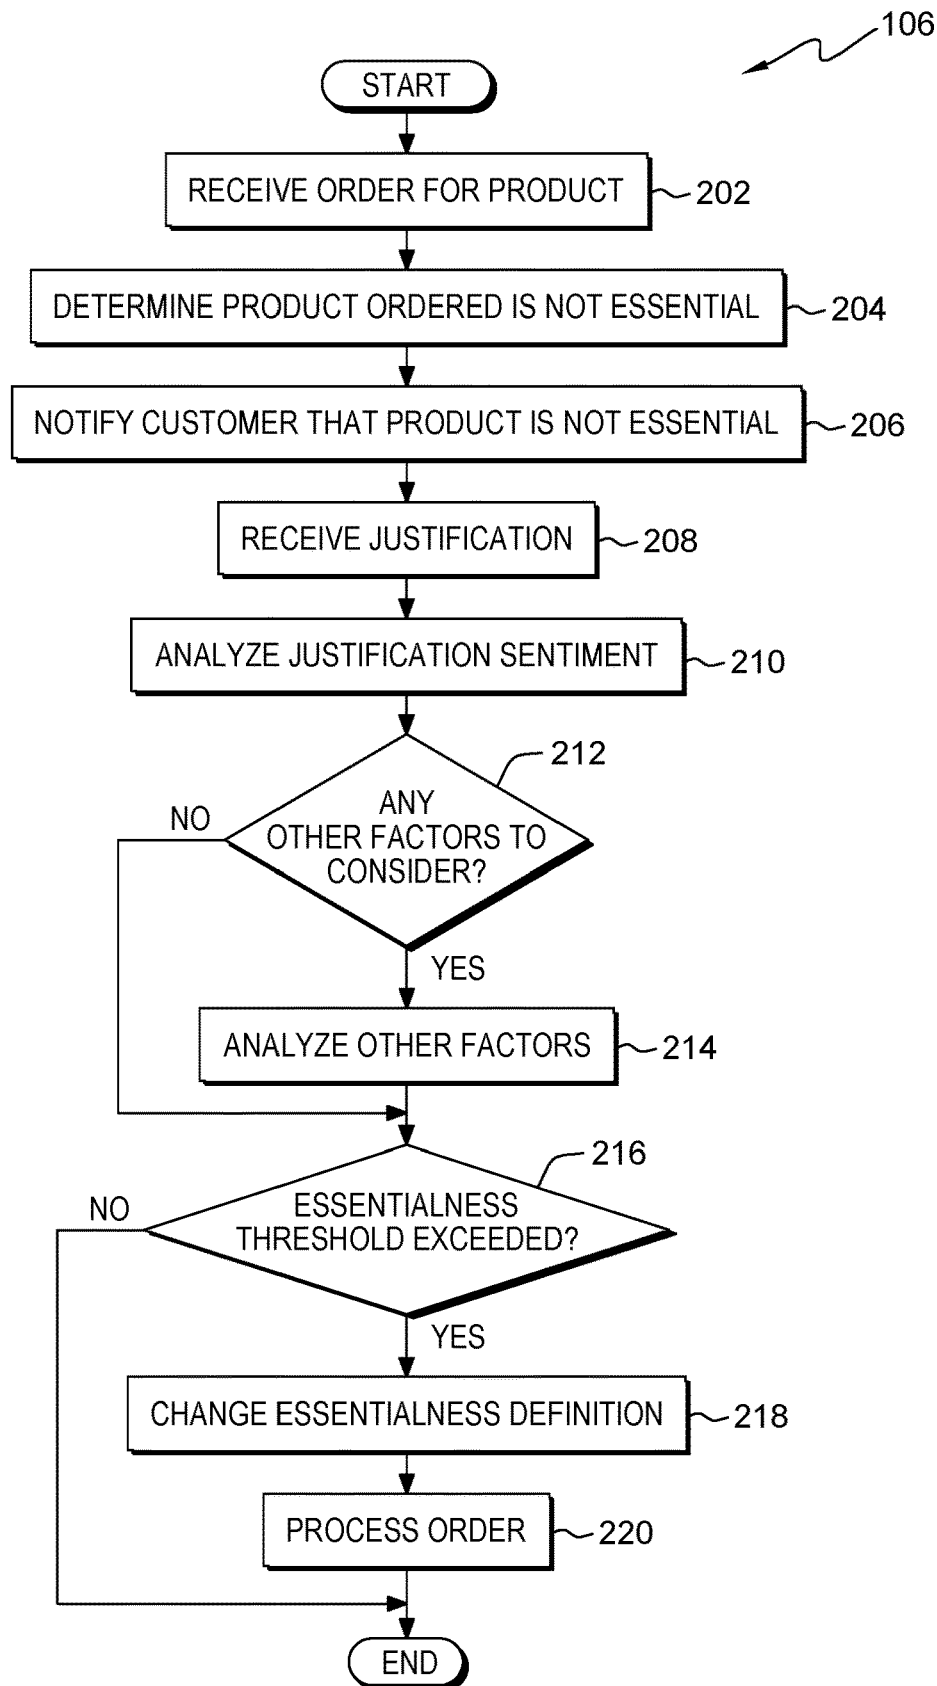 106
START
RECEIVE ORDER FOR PRODUCT
202
DETERMINE PRODUCT ORDERED IS NOT ESSENTIAL
204
NOTIFY CUSTOMER THAT PRODUCT IS NOT ESSENTIAL
206
RECEIVE JUSTIFICATION
208
ANALYZE JUSTIFICATION SENTIMENT
210
212
ANY
OTHER FACTORS TO
CONSIDER?
NO
YES
ANALYZE OTHER FACTORS
214
216
ESSENTIALNESS
THRESHOLD EXCEEDED?
NO
YES
CHANGE ESSENTIALNESS DEFINITION
218
PROCESS ORDER
220
END